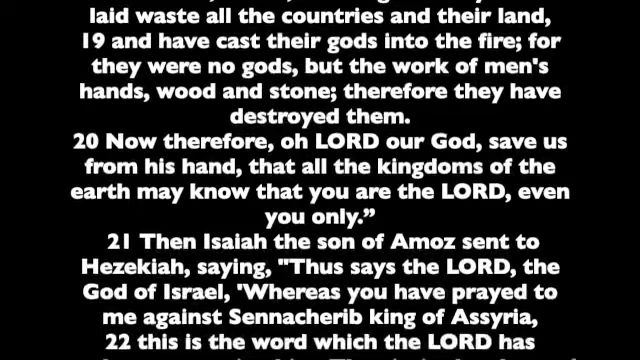 laid waste all the countries and their land,
19 and have cast their gods into the fire; for
they were no gods, but the work of men's
hands, wood and stone; therefore they have
destroyed them.
20 Now therefore, oh LORD our God, save us
from his hand, that all the kingdoms of the
earth may know that you are the LORD, even
you only.”
21 Then Isaiah the son of Amoz sent to
Hezekiah, saying, "Thus says the LORD, the
God of Israel, 'Whereas you have prayed to
me against Sennacherib king of Assyria,
22 this is the word which the LORD has